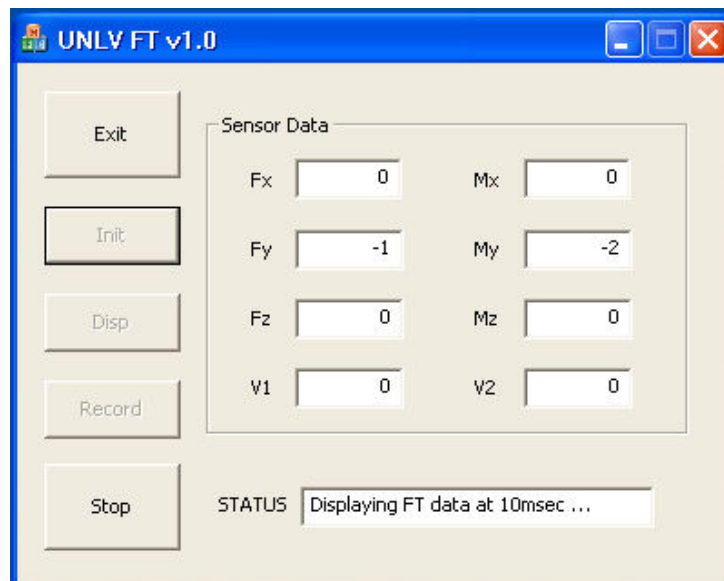 UNLV FT v1.0
Exit
Init
Disp
Record
Stop
Sensor Data
Fx 0 Mx 0
Fy -1 My -2
Fz 0 Mz 0
V1 0 V2 0
STATUS Displaying FT data at 10msec ...